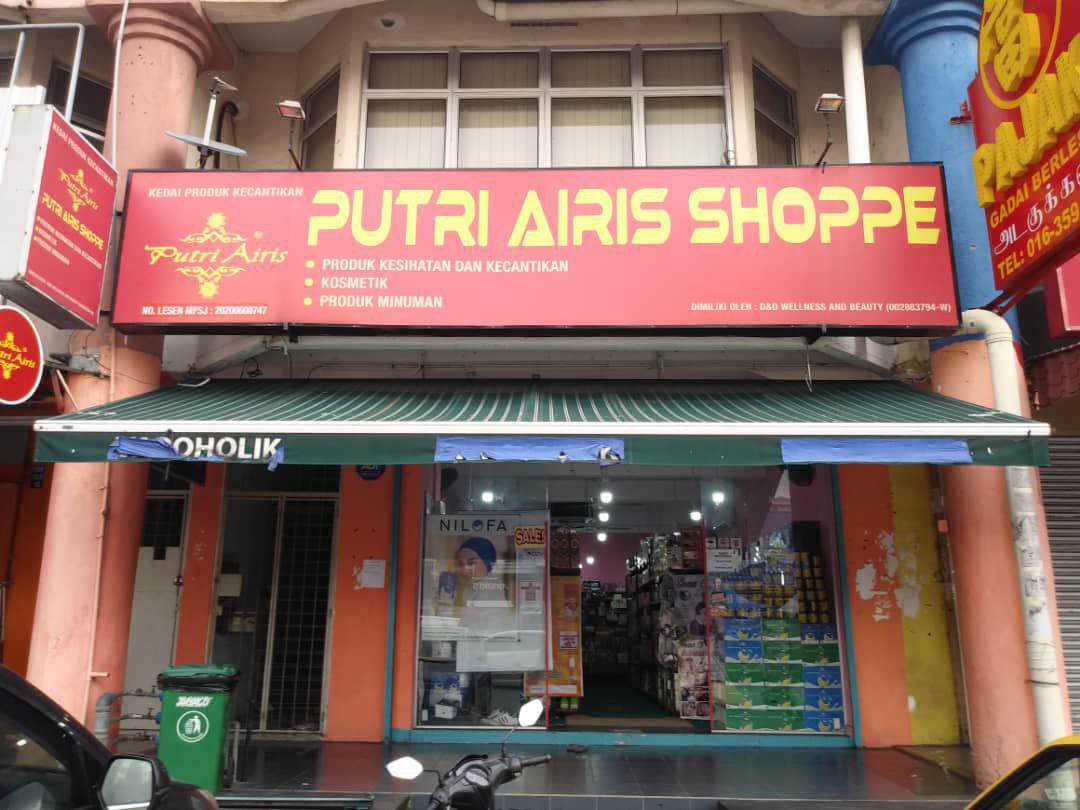 KEDAI PRODUK KECANTIKAN
Putri Airis
PUTRI AIRIS SHOPPE
KEDAI PRODUK KECANTIKAN
PUTRI AIRIS SHOPPE
Putri Airis
• PRODUK KESIHATAN DAN KECANTIKAN
• KOSMETIK
• PRODUK MINUMAN
NO. LESEN MPSJ : 20200600747
DIMILIKI OLEH : D&D WELLNESS AND BEAUTY (002883794-W)
PAJAK
GADAI
TEL: 016-359
Putri Airis
OHOLIK
NILOFA
SALE